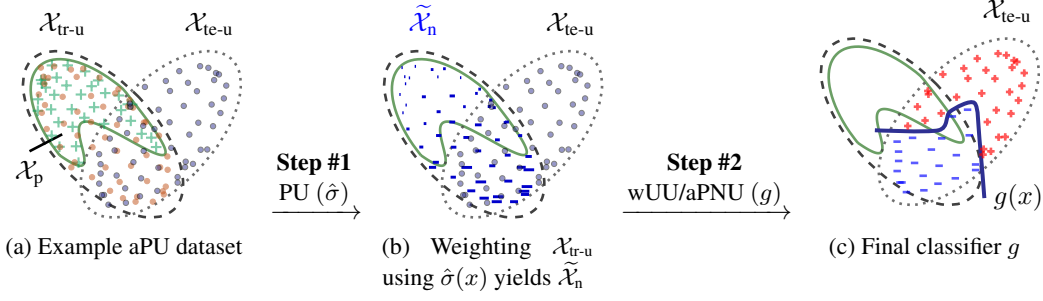 𝒳tr-u 𝒳te-u
𝒳p
(a) Example aPU dataset
Step #1
PU (σ̂)
𝒳̃n 𝒳te-u
(b) Weighting 𝒳tr-u
using σ̂(x) yields 𝒳̃n
Step #2
wUU/aPNU (g)
𝒳te-u
g(x)
(c) Final classifier g